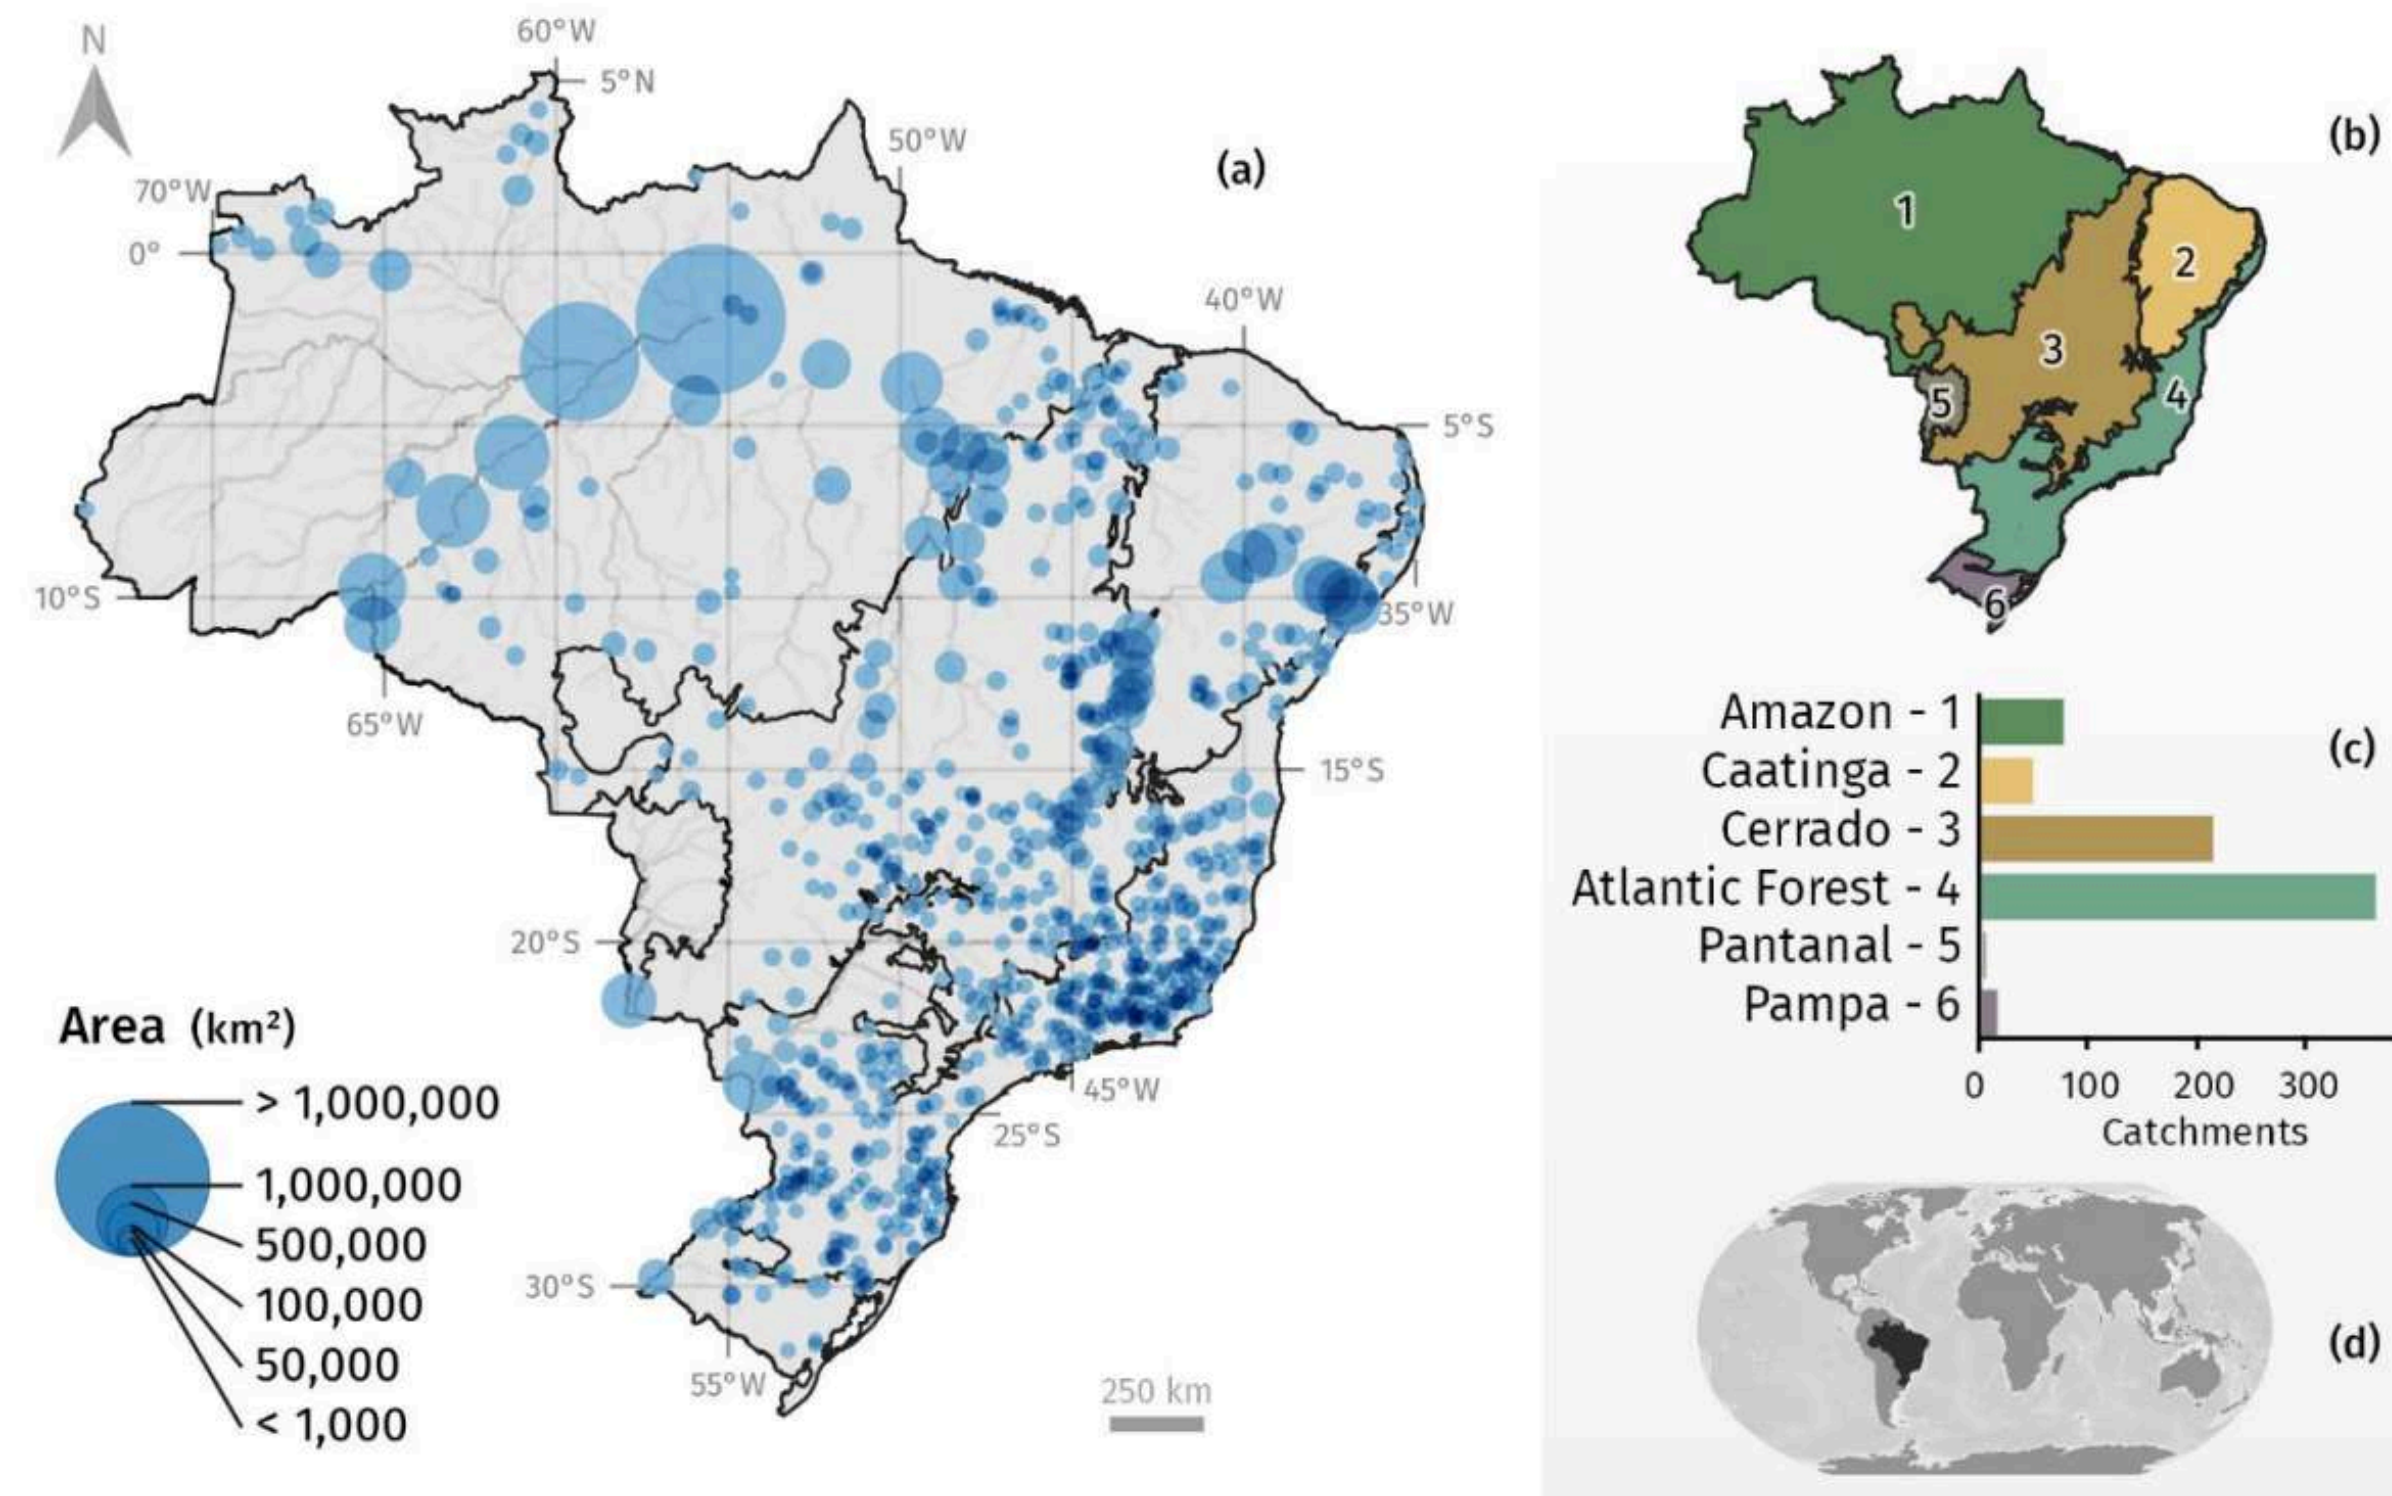 N
60°W
5°N
50°W
70°W
(a)
0°
40°W
5°S
10°S
35°W
65°W
15°S
20°S
45°W
25°S
30°S
55°W
250 km
Area (km²)
> 1,000,000
1,000,000
500,000
100,000
50,000
< 1,000
(b)
1
2
3
4
5
6
(c)
Amazon - 1
Caatinga - 2
Cerrado - 3
Atlantic Forest - 4
Pantanal - 5
Pampa - 6
0 100 200 300
Catchments
(d)